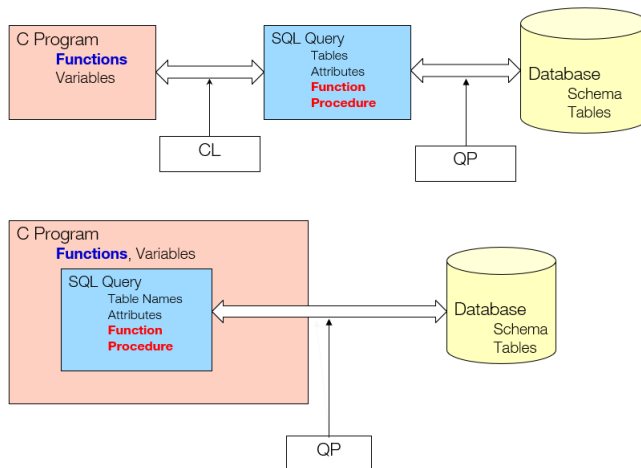 C Program
Functions
Variables
SQL Query
Tables
Attributes
Function
Procedure
Database
Schema
Tables
CL
QP
C Program
Functions, Variables
SQL Query
Table Names
Attributes
Function
Procedure
Database
Schema
Tables
QP